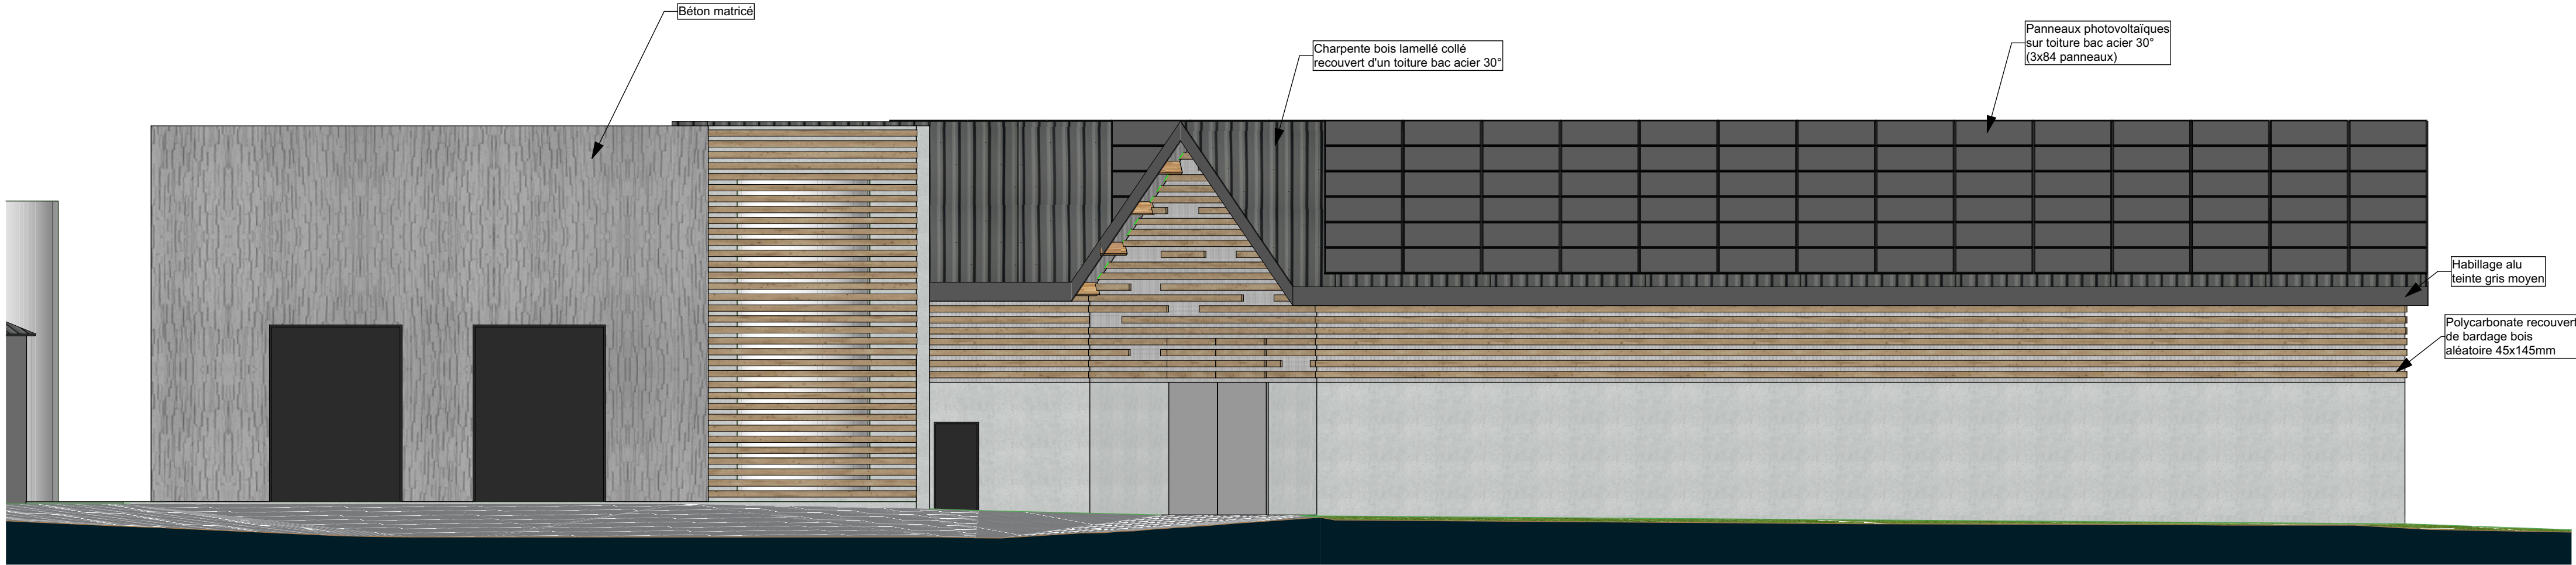 Béton matricé
Charpente bois lamellé collé
recouvert d'un toiture bac acier 30°
Panneaux photovoltaïques
sur toiture bac acier 30°
(3x84 panneaux)
Habillage alu
teinte gris moyen
Polycarbonate recouvert
de bardage bois
aléatoire 45x145mm